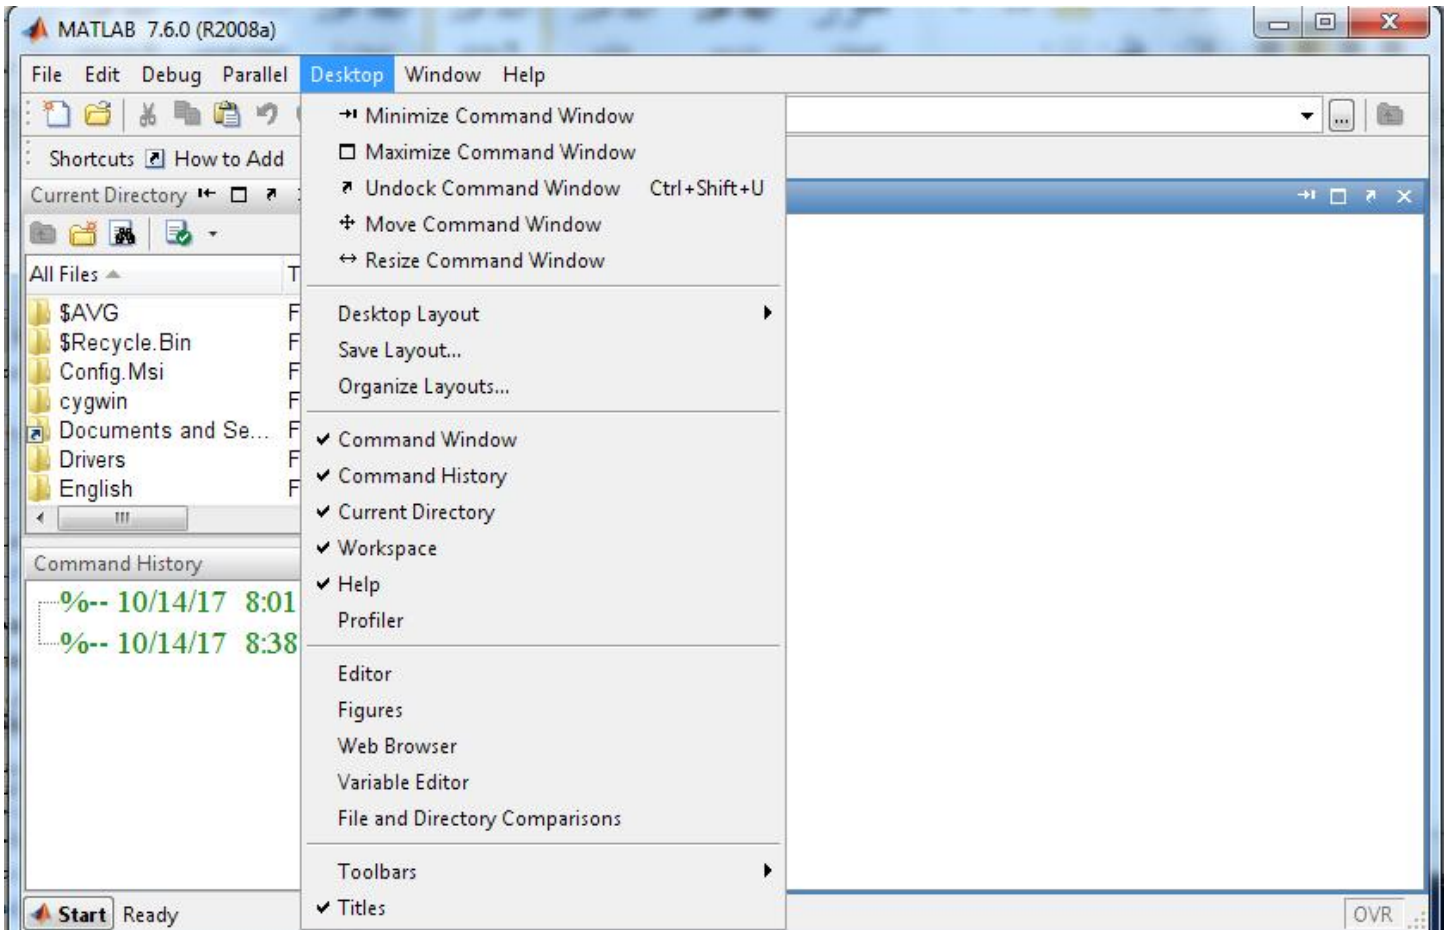 MATLAB 7.6.0 (R2008a)
File Edit Debug Parallel Desktop Window Help
Shortcuts How to Add
Current Directory
All Files T
$AVG F
$Recycle.Bin F
Config.Msi F
cygwin F
Documents and Se... F
Drivers F
English F
Command History
%-- 10/14/17 8:01
%-- 10/14/17 8:38
Start Ready
Minimize Command Window
Maximize Command Window
Undock Command Window Ctrl+Shift+U
Move Command Window
Resize Command Window
Desktop Layout
Save Layout...
Organize Layouts...
Command Window
Command History
Current Directory
Workspace
Help
Profiler
Editor
Figures
Web Browser
Variable Editor
File and Directory Comparisons
Toolbars
Titles
...
OVR